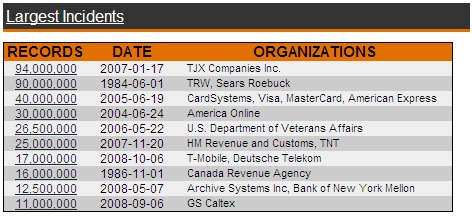 Largest Incidents
RECORDS DATE ORGANIZATIONS
94,000,000 2007-01-17 TJX Companies Inc.
90,000,000 1984-06-01 TRW, Sears Roebuck
40,000,000 2005-06-19 CardSystems, Visa, MasterCard, American Express
30,000,000 2004-06-24 America Online
26,500,000 2006-05-22 U.S. Department of Veterans Affairs
25,000,000 2007-11-20 HM Revenue and Customs, TNT
17,000,000 2008-10-06 T-Mobile, Deutsche Telekom
16,000,000 1986-11-01 Canada Revenue Agency
12,500,000 2008-05-07 Archive Systems Inc, Bank of New York Mellon
11,000,000 2008-09-06 GS Caltex